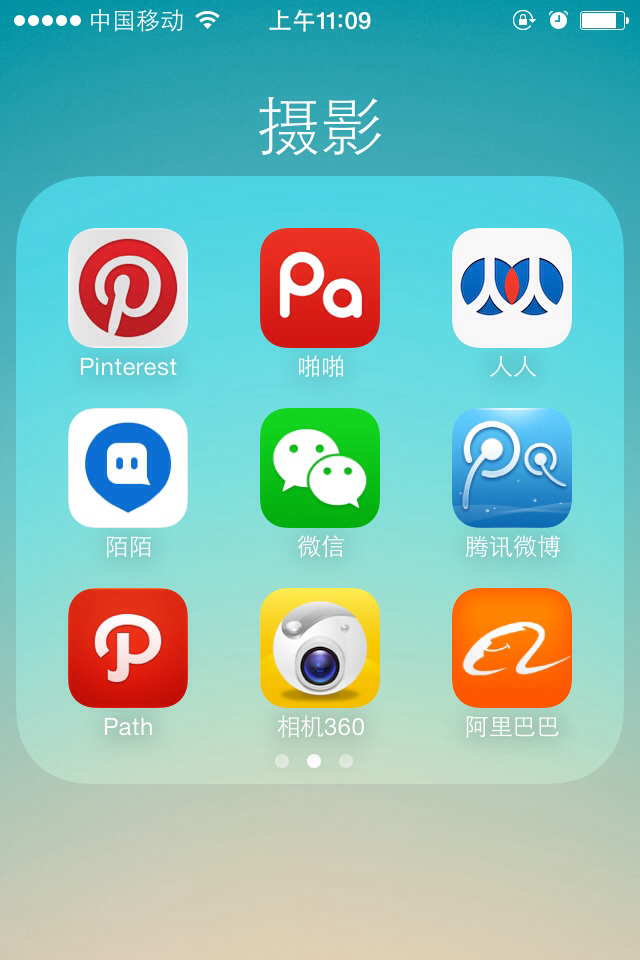 中国移动 上午11:09
摄影
Pa
Pinterest 啪啪 人人
陌陌 微信 腾讯微博
Path 相机360 阿里巴巴